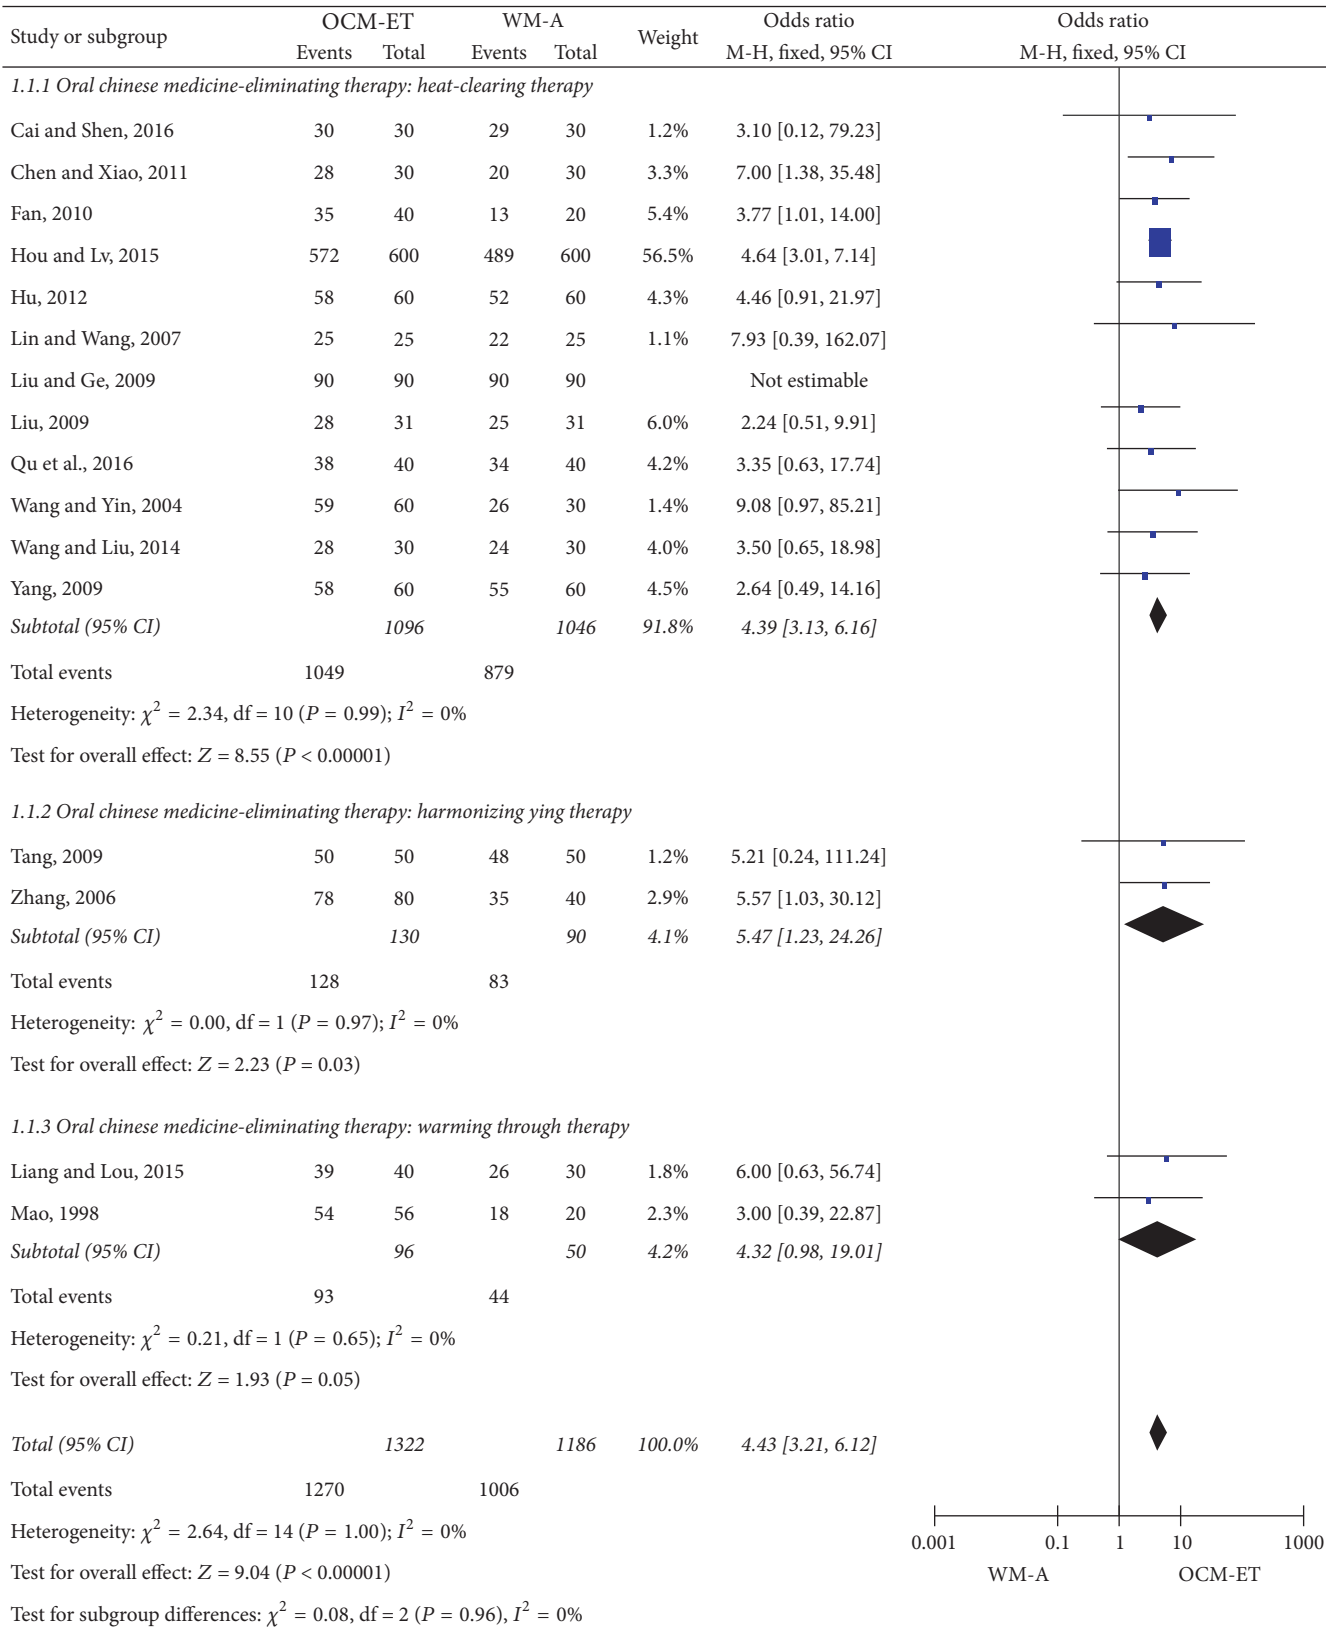 Study or subgroup OCM-ET WM-A Weight Odds ratio Odds ratio
Events Total Events Total M-H, fixed, 95% CI M-H, fixed, 95% CI
1.1.1 Oral chinese medicine-eliminating therapy: heat-clearing therapy
Cai and Shen, 2016 30 30 29 30 1.2% 3.10 [0.12, 79.23]
Chen and Xiao, 2011 28 30 20 30 3.3% 7.00 [1.38, 35.48]
Fan, 2010 35 40 13 20 5.4% 3.77 [1.01, 14.00]
Hou and Lv, 2015 572 600 489 600 56.5% 4.64 [3.01, 7.14]
Hu, 2012 58 60 52 60 4.3% 4.46 [0.91, 21.97]
Lin and Wang, 2007 25 25 22 25 1.1% 7.93 [0.39, 162.07]
Liu and Ge, 2009 90 90 90 90 Not estimable
Liu, 2009 28 31 25 31 6.0% 2.24 [0.51, 9.91]
Qu et al., 2016 38 40 34 40 4.2% 3.35 [0.63, 17.74]
Wang and Yin, 2004 59 60 26 30 1.4% 9.08 [0.97, 85.21]
Wang and Liu, 2014 28 30 24 30 4.0% 3.50 [0.65, 18.98]
Yang, 2009 58 60 55 60 4.5% 2.64 [0.49, 14.16]
Subtotal (95% CI) 1096 1046 91.8% 4.39 [3.13, 6.16]
Total events 1049 879
Heterogeneity: χ² = 2.34, df = 10 (P = 0.99); I² = 0%
Test for overall effect: Z = 8.55 (P < 0.00001)
1.1.2 Oral chinese medicine-eliminating therapy: harmonizing ying therapy
Tang, 2009 50 50 48 50 1.2% 5.21 [0.24, 111.24]
Zhang, 2006 78 80 35 40 2.9% 5.57 [1.03, 30.12]
Subtotal (95% CI) 130 90 4.1% 5.47 [1.23, 24.26]
Total events 128 83
Heterogeneity: χ² = 0.00, df = 1 (P = 0.97); I² = 0%
Test for overall effect: Z = 2.23 (P = 0.03)
1.1.3 Oral chinese medicine-eliminating therapy: warming through therapy
Liang and Lou, 2015 39 40 26 30 1.8% 6.00 [0.63, 56.74]
Mao, 1998 54 56 18 20 2.3% 3.00 [0.39, 22.87]
Subtotal (95% CI) 96 50 4.2% 4.32 [0.98, 19.01]
Total events 93 44
Heterogeneity: χ² = 0.21, df = 1 (P = 0.65); I² = 0%
Test for overall effect: Z = 1.93 (P = 0.05)
Total (95% CI) 1322 1186 100.0% 4.43 [3.21, 6.12]
Total events 1270 1006
Heterogeneity: χ² = 2.64, df = 14 (P = 1.00); I² = 0%
0.001 0.1 1 10 1000
Test for overall effect: Z = 9.04 (P < 0.00001)
WM-A OCM-ET
Test for subgroup differences: χ² = 0.08, df = 2 (P = 0.96), I² = 0%